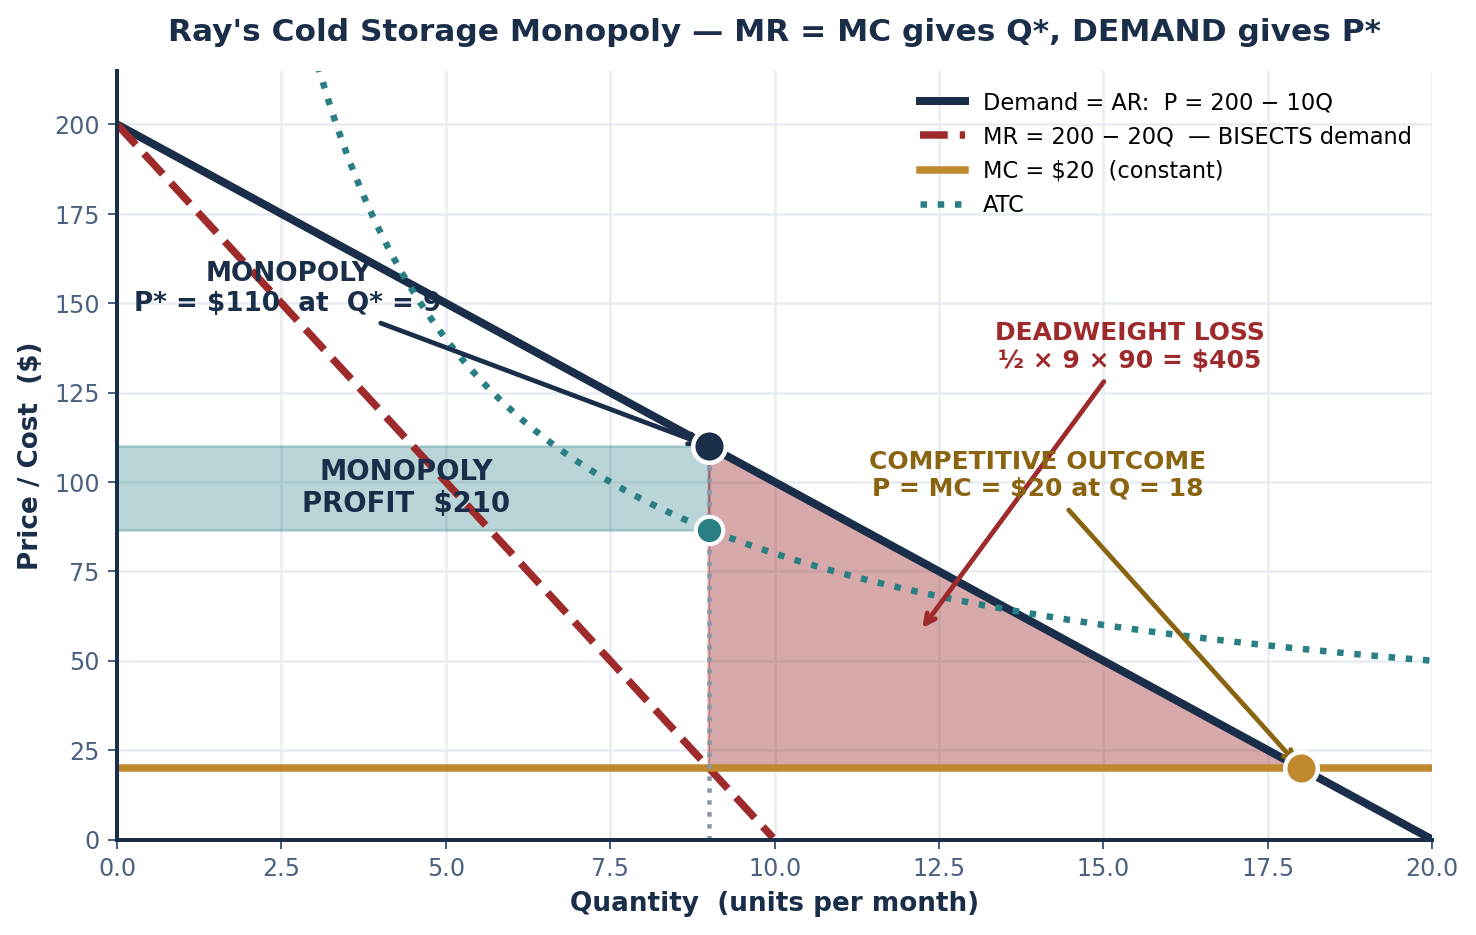 Ray's Cold Storage Monopoly — MR = MC gives Q*, DEMAND gives P*
Demand = AR:  P = 200 − 10Q
MR = 200 − 20Q  — BISECTS demand
MC = $20  (constant)
ATC
MONOPOLY
P* = $110  at  Q* = 9
DEADWEIGHT LOSS
½ × 9 × 90 = $405
COMPETITIVE OUTCOME
P = MC = $20 at Q = 18
MONOPOLY
PROFIT  $210
Price / Cost  ($)
200
175
150
125
100
75
50
25
0
0.0
2.5
5.0
7.5
10.0
12.5
15.0
17.5
20.0
Quantity  (units per month)